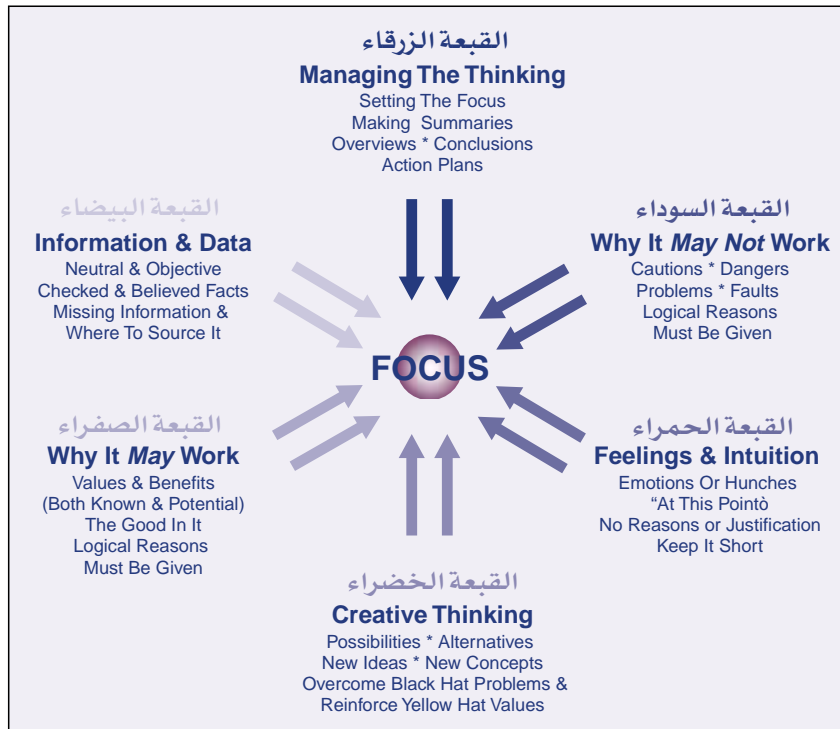 القبعة الزرقاء
Managing The Thinking
Setting The Focus
Making Summaries
Overviews * Conclusions
Action Plans
القبعة البيضاء
Information & Data
Neutral & Objective
Checked & Believed Facts
Missing Information &
Where To Source It
القبعة السوداء
Why It May Not Work
Cautions * Dangers
Problems * Faults
Logical Reasons
Must Be Given
FOCUS
القبعة الصفراء
Why It May Work
Values & Benefits
(Both Known & Potential)
The Good In It
Logical Reasons
Must Be Given
القبعة الحمراء
Feelings & Intuition
Emotions Or Hunches
“At This Pointò
No Reasons or Justification
Keep It Short
القبعة الخضراء
Creative Thinking
Possibilities * Alternatives
New Ideas * New Concepts
Overcome Black Hat Problems &
Reinforce Yellow Hat Values